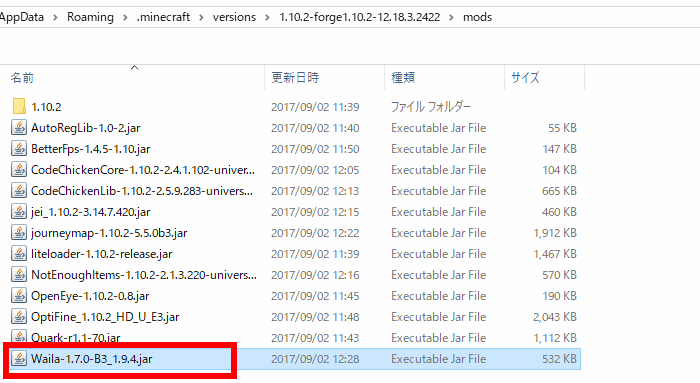 AppData > Roaming > .minecraft > versions > 1.10.2-forge1.10.2-12.18.3.2422 > mods
名前 更新日時 種類 サイズ
1.10.2 2017/09/02 11:39 ファイル フォルダー
AutoRegLib-1.0-2.jar 2017/09/02 11:40 Executable Jar File 55 KB
BetterFps-1.4.5-1.10.jar 2017/09/02 11:50 Executable Jar File 147 KB
CodeChickenCore-1.10.2-2.4.1.102-univer... 2017/09/02 12:05 Executable Jar File 104 KB
CodeChickenLib-1.10.2-2.5.9.283-univers... 2017/09/02 12:13 Executable Jar File 665 KB
jei_1.10.2-3.14.7.420.jar 2017/09/02 12:15 Executable Jar File 460 KB
journeymap-1.10.2-5.5.0b3.jar 2017/09/02 11:42 Executable Jar File 1,912 KB
liteloader-1.10.2-release.jar 2017/09/02 11:39 Executable Jar File 1,467 KB
NotEnoughItems-1.10.2-2.1.3.220-univers... 2017/09/02 12:16 Executable Jar File 570 KB
OpenEye-1.10.2-0.8.jar 2017/09/02 11:45 Executable Jar File 190 KB
OptiFine_1.10.2_HD_U_E3.jar 2017/09/02 11:48 Executable Jar File 2,043 KB
Quark-r1.1-70.jar 2017/09/02 11:43 Executable Jar File 1,112 KB
Waila-1.7.0-B3_1.9.4.jar 2017/09/02 12:28 Executable Jar File 532 KB